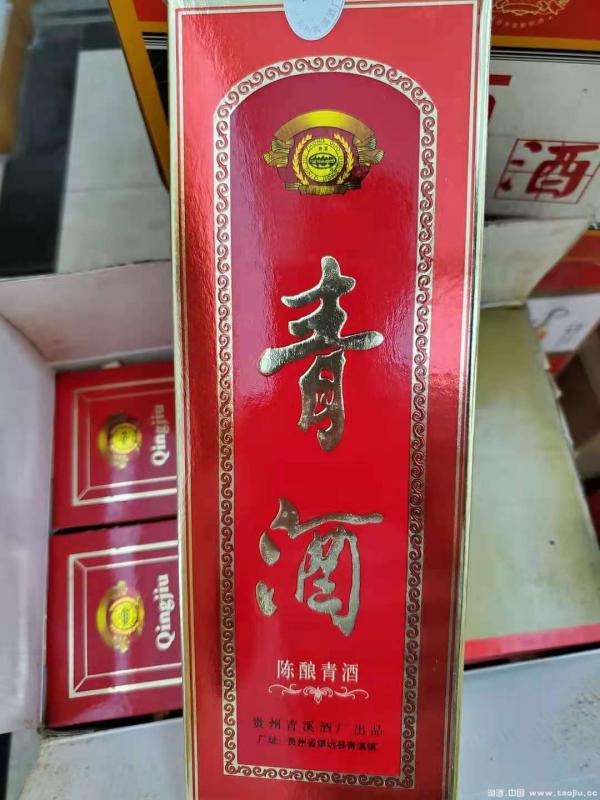 青酒
陈酿青酒
贵州青溪酒厂出品
厂址：贵州省镇远县青溪镇
Qingjiu
Qingjiu
酒
淘酒.中国 www.taojiu.cc